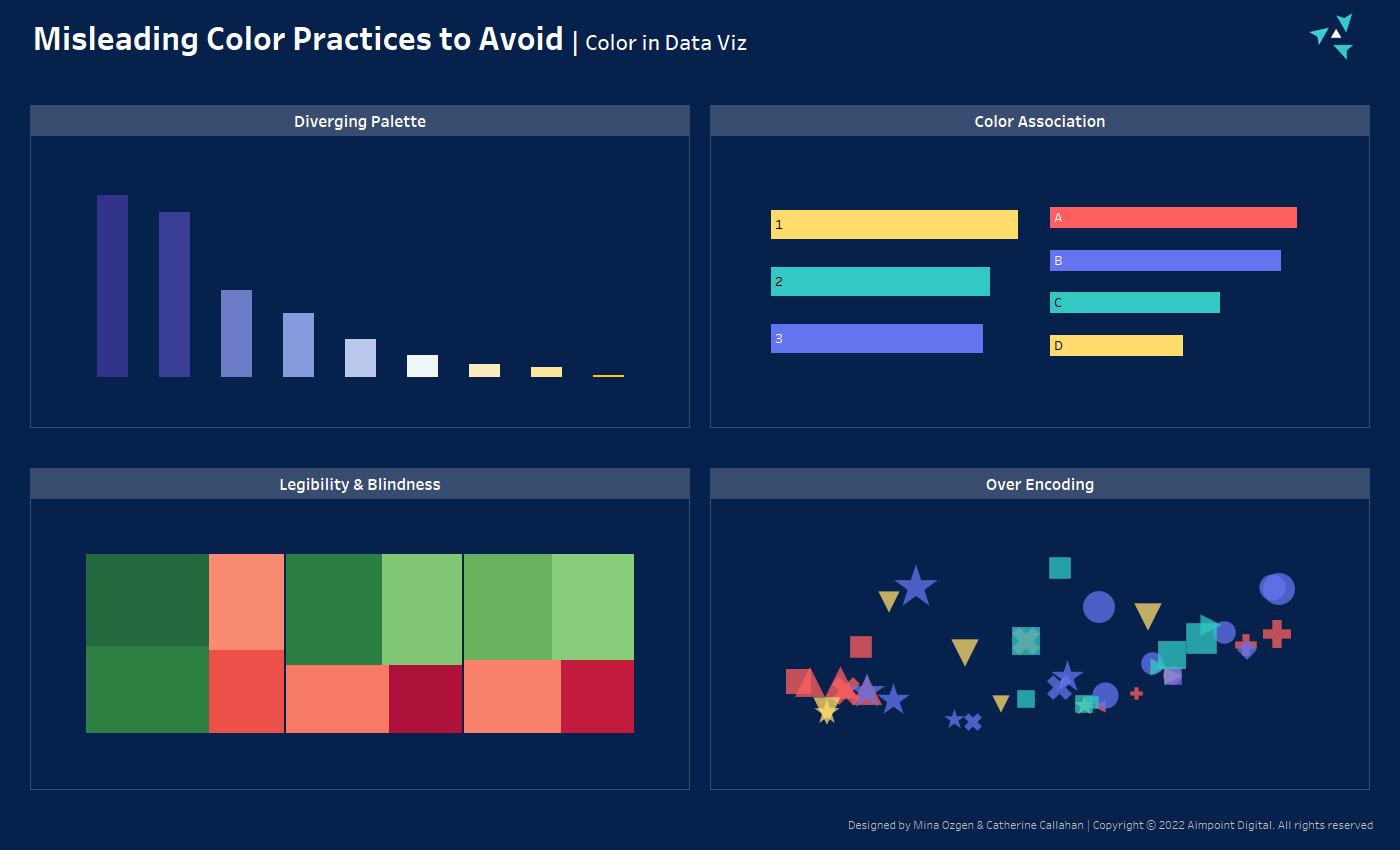 Misleading Color Practices to Avoid | Color in Data Viz
Diverging Palette
Color Association
1
2
3
A
B
C
D
Legibility & Blindness
Over Encoding
Designed by Mina Ozgen & Catherine Callahan | Copyright © 2022 Aimpoint Digital. All rights reserved